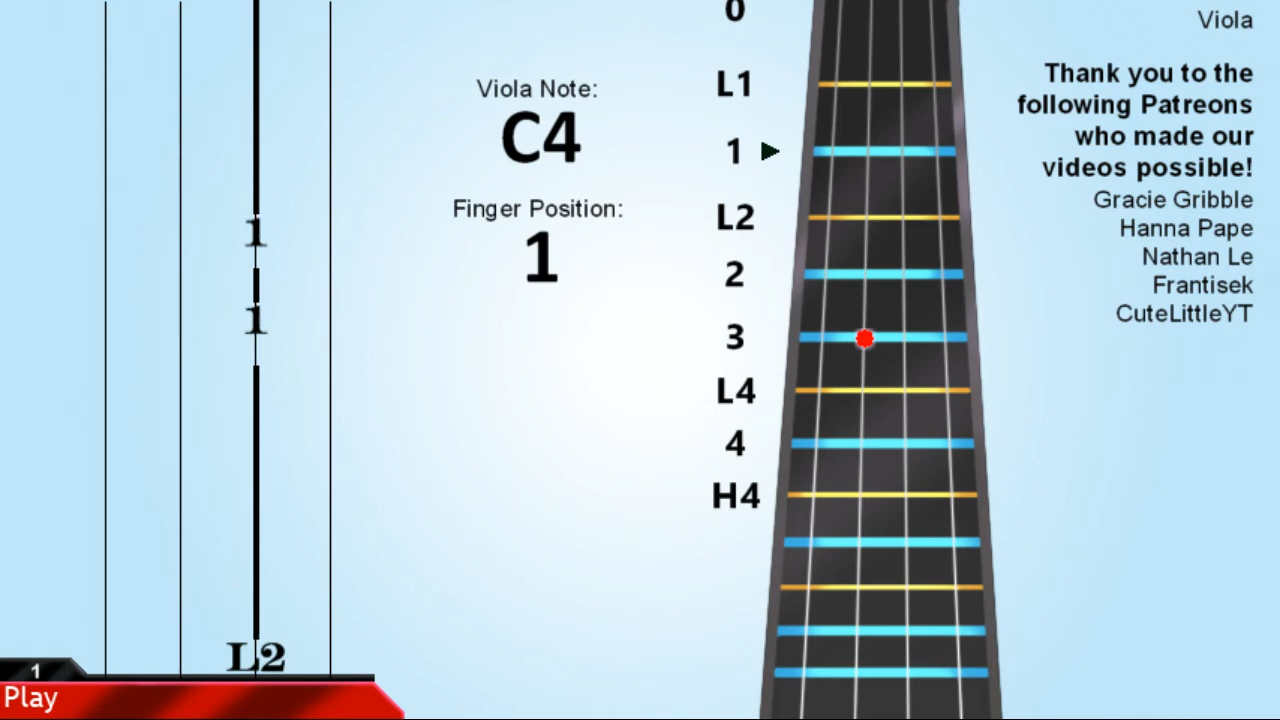 0
Viola
L1
1
L2
2
3
L4
4
H4
Viola Note:
C4
Finger Position:
1
Thank you to the
following Patreons
who made our
videos possible!
Gracie Gribble
Hanna Pape
Nathan Le
Frantisek
CuteLittleYT
1
1
L2
1
Play